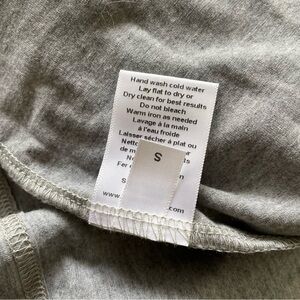 Hand wash cold water
Lay flat to dry or
Dry clean for best results
Do not bleach
Warm iron as needed
Lavage à la main
à l'eau froide
Laisser sécher à plat ou
S
www.
.com